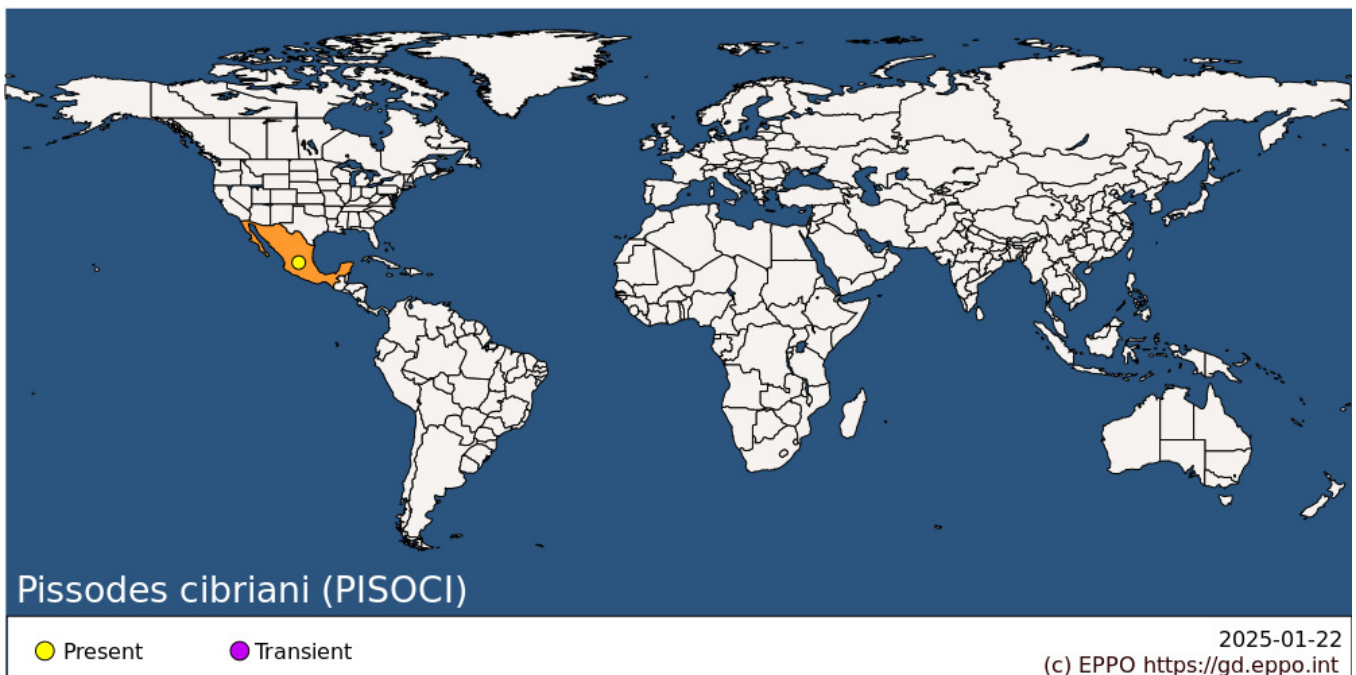 Pissodes cibriani (PISOCI)
Present
Transient
2025-01-22
(c) EPPO https://gd.eppo.int